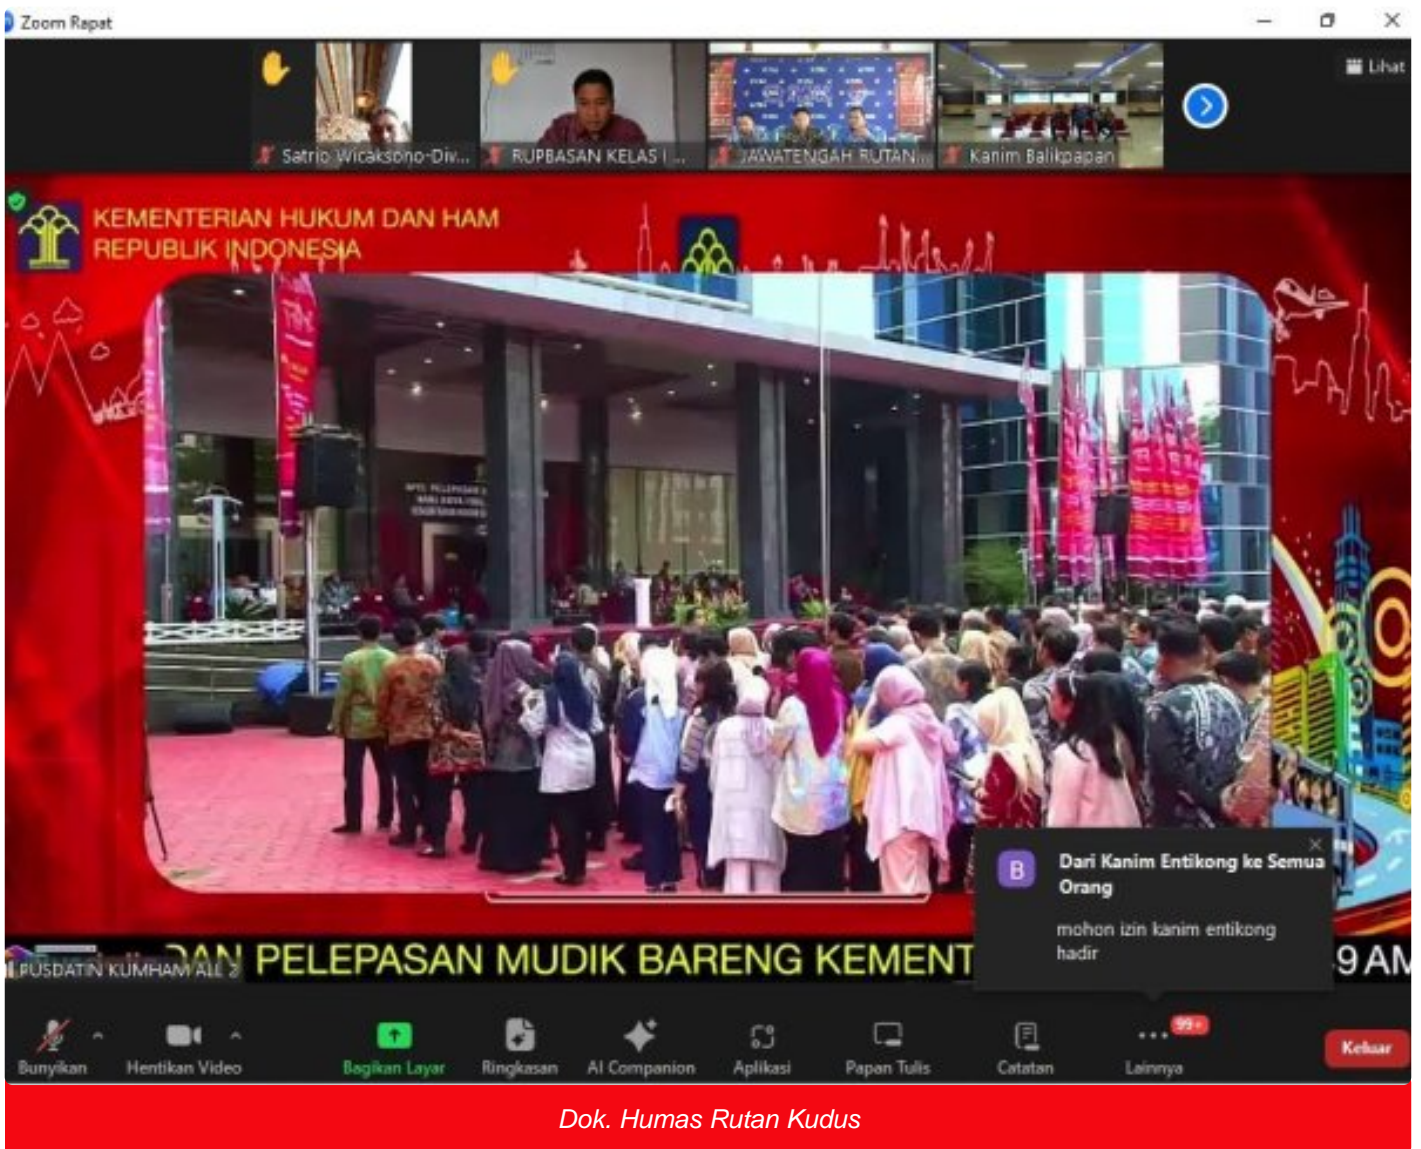 Zoom Rapat
Lihat
Satrio Wicaksono-Div...
RUPBASAN KELAS I ...
JAWATENGAH RUTAN...
Kanim Balikpapan
KEMENTERIAN HUKUM DAN HAM
REPUBLIK INDONESIA
APEL PELEPASAN
Dari Kanim Entikong ke Semua
Orang
mohon izin kanim entikong
hadir
DAN PELEPASAN MUDIK BARENG KEMENT
9 AM
PUSDATIN KUMHAM ALL 2
Bunyikan
Hentikan Video
Bagikan Layar
Ringkasan
AI Companion
Aplikasi
Papan Tulis
Catatan
99+
Lainnya
Keluar
Dok. Humas Rutan Kudus